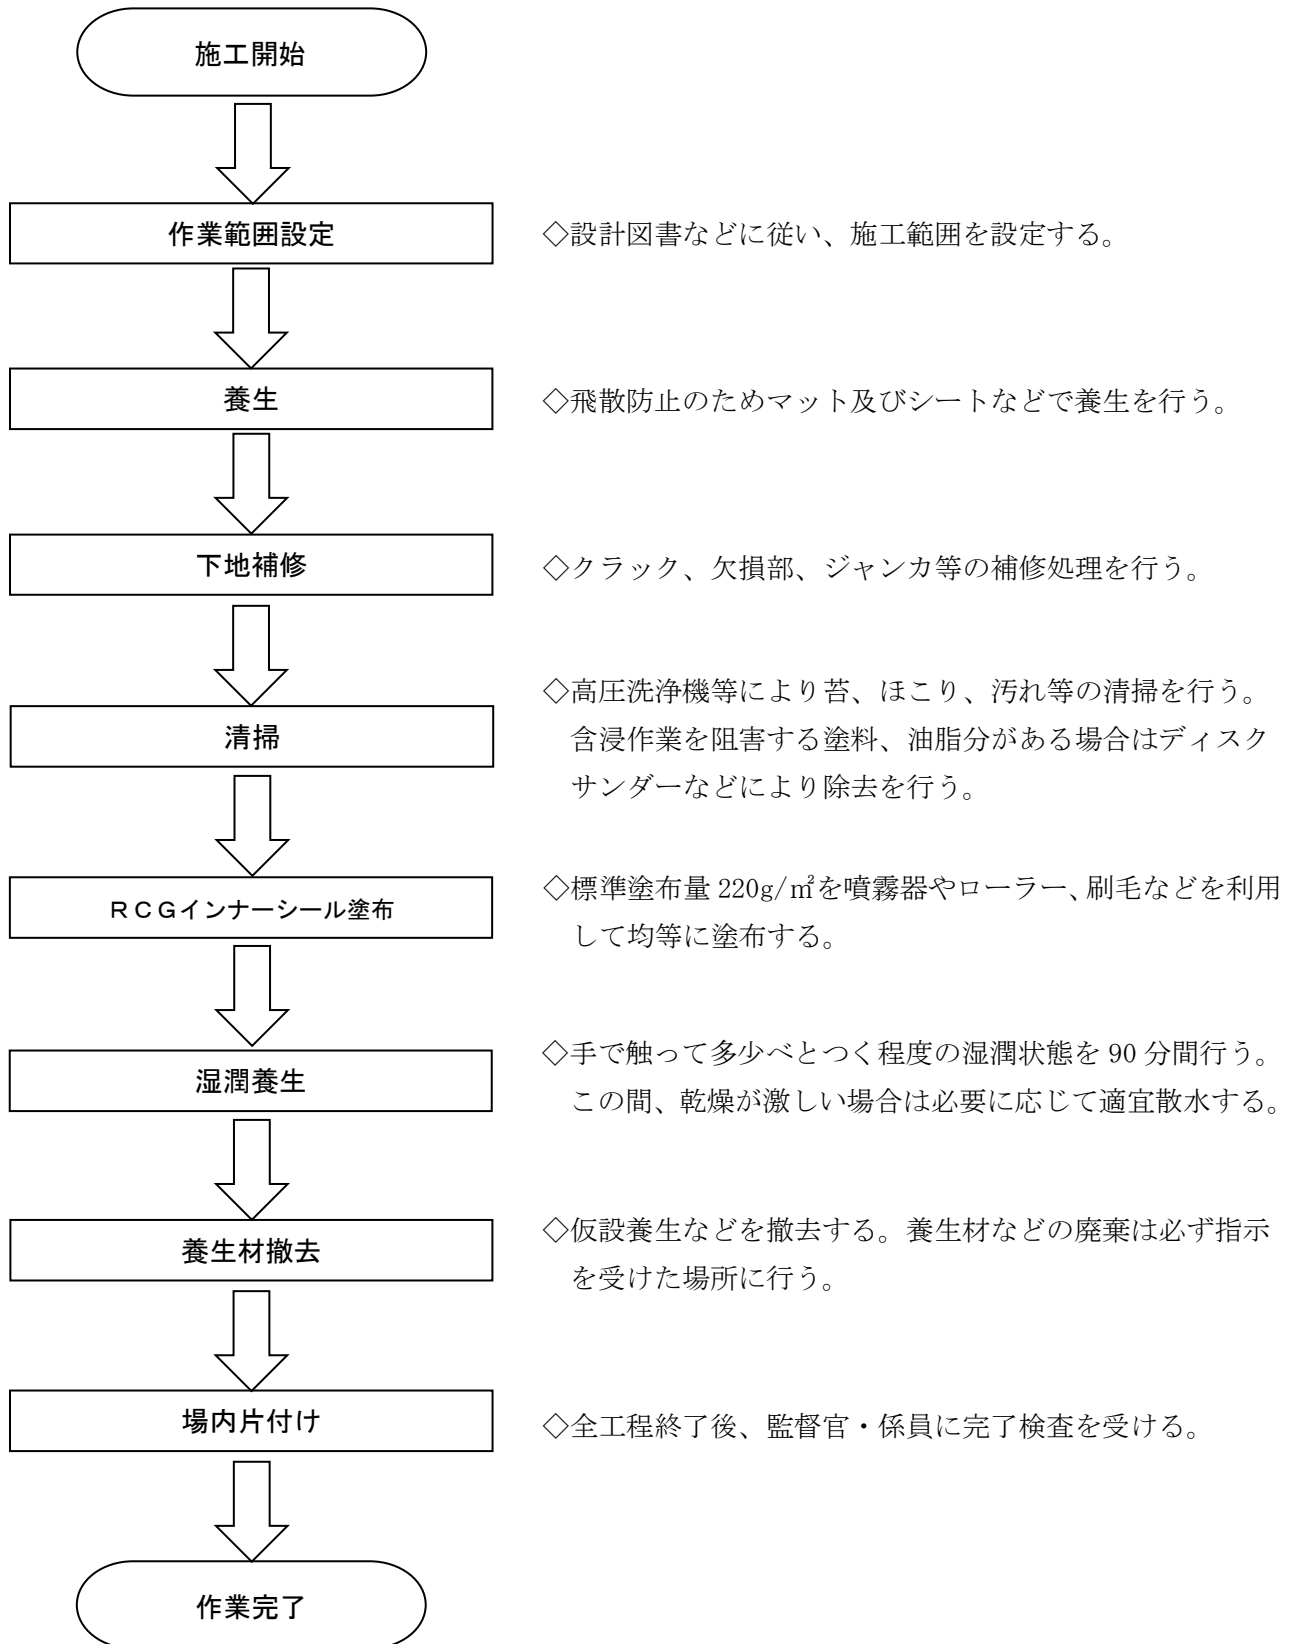 施工開始
作業範囲設定
◇設計図書などに従い、施工範囲を設定する。
養生
◇飛散防止のためマット及びシートなどで養生を行う。
下地補修
◇クラック、欠損部、ジャンカ等の補修処理を行う。
清掃
◇高圧洗浄機等により苔、ほこり、汚れ等の清掃を行う。
含浸作業を阻害する塗料、油脂分がある場合はディスク
サンダーなどにより除去を行う。
ＲＣＧインナーシール塗布
◇標準塗布量 220g/㎡を噴霧器やローラー、刷毛などを利用
して均等に塗布する。
湿潤養生
◇手で触って多少べとつく程度の湿潤状態を 90 分間行う。
この間、乾燥が激しい場合は必要に応じて適宜散水する。
養生材撤去
◇仮設養生などを撤去する。養生材などの廃棄は必ず指示
を受けた場所に行う。
場内片付け
◇全工程終了後、監督官・係員に完了検査を受ける。
作業完了